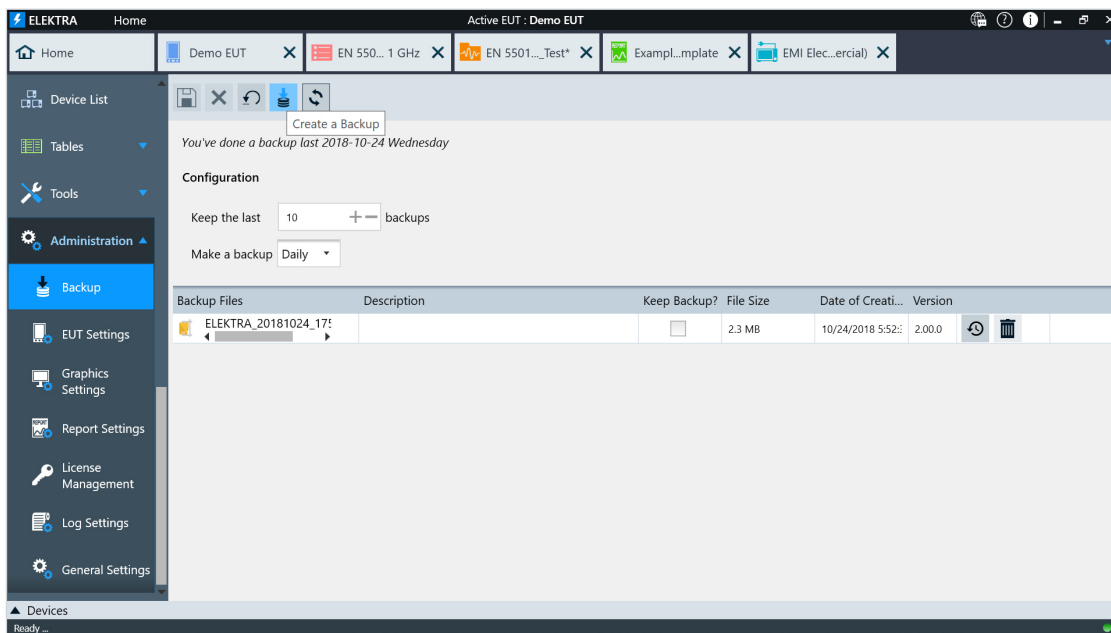 ELEKTRA Home Active EUT : Demo EUT
Home Demo EUT EN 550... 1 GHz EN 5501..._Test* Exampl...mplate EMI Elec...ercial)
Device List
Tables
Tools
Administration
Backup
EUT Settings
Graphics
Settings
Report Settings
License
Management
Log Settings
General Settings
Create a Backup
You've done a backup last 2018-10-24 Wednesday
Configuration
Keep the last 10 backups
Make a backup Daily
Backup Files Description Keep Backup? File Size Date of Creati... Version
ELEKTRA_20181024_175 2.3 MB 10/24/2018 5:52: 2.00.0
Devices
Ready ...